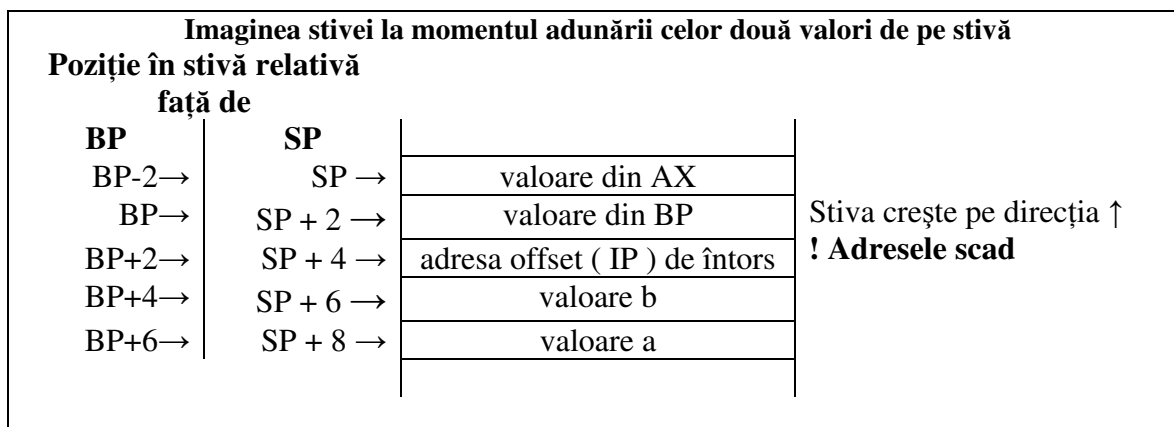 Imaginea stivei la momentul adunării celor două valori de pe stivă
Poziție în stivă relativă
față de
BP SP
BP-2→ SP → valoare din AX
BP→ SP + 2 → valoare din BP Stiva creşte pe direcția ↑
BP+2→ SP + 4 → adresa offset ( IP ) de întors ! Adresele scad
BP+4→ SP + 6 → valoare b
BP+6→ SP + 8 → valoare a